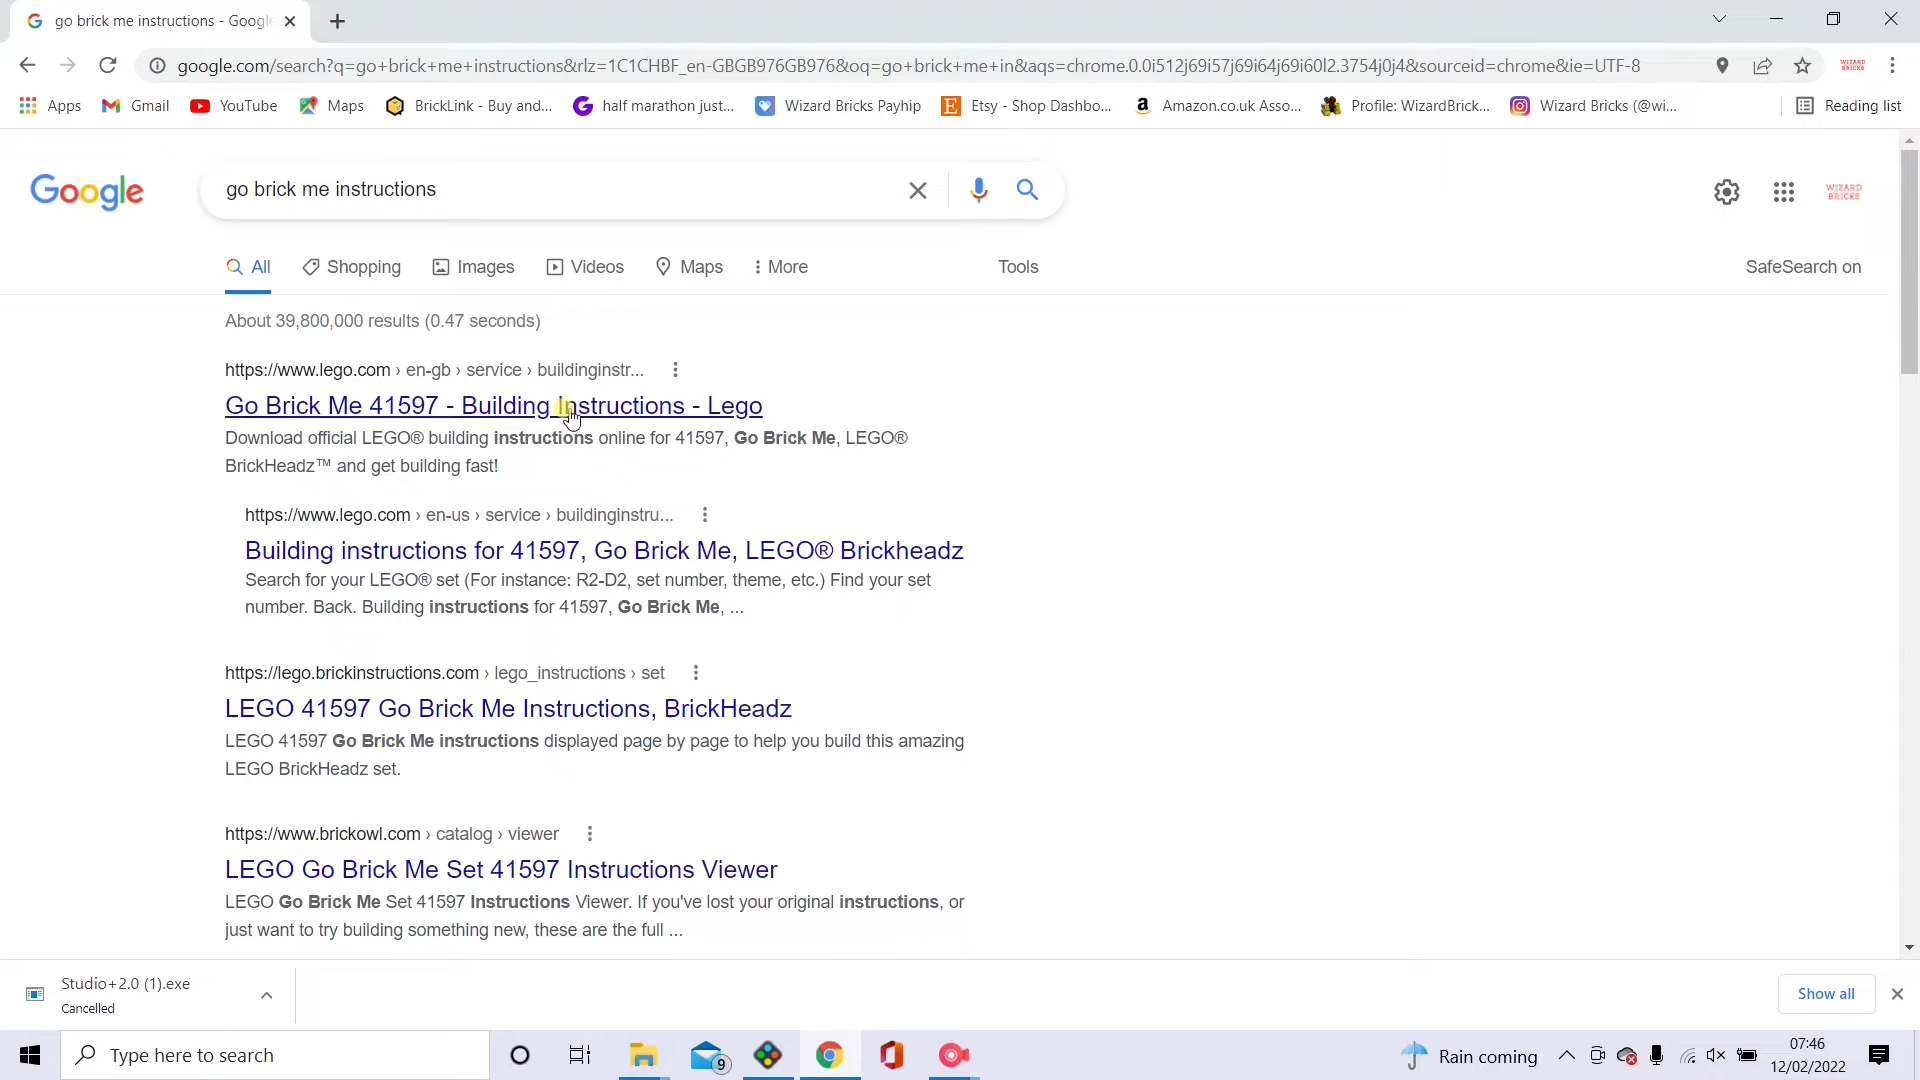 go brick me instructions - Google
google.com/search?q=go+brick+me+instructions&rlz=1C1CHBF_en-GBGB976GB976&oq=go+brick+me+in&aqs=chrome.0.0i512j69i57j69i64j69i60l2.3754j0j4&sourceid=chrome&ie=UTF-8
WIZARD BRICKS
Apps Gmail YouTube Maps BrickLink - Buy and... half marathon just... Wizard Bricks Payhip Etsy - Shop Dashbo... Amazon.co.uk Asso... Profile: WizardBrick... Wizard Bricks (@wi... Reading list
Google
go brick me instructions
WIZARD
BRICKS
All Shopping Images Videos Maps More Tools SafeSearch on
About 39,800,000 results (0.47 seconds)
https://www.lego.com › en-gb › service › buildinginstr...
Go Brick Me 41597 - Building Instructions - Lego
Download official LEGO® building instructions online for 41597, Go Brick Me, LEGO®
BrickHeadz™ and get building fast!
https://www.lego.com › en-us › service › buildinginstru...
Building instructions for 41597, Go Brick Me, LEGO® Brickheadz
Search for your LEGO® set (For instance: R2-D2, set number, theme, etc.) Find your set
number. Back. Building instructions for 41597, Go Brick Me, ...
https://lego.brickinstructions.com › lego_instructions › set
LEGO 41597 Go Brick Me Instructions, BrickHeadz
LEGO 41597 Go Brick Me instructions displayed page by page to help you build this amazing
LEGO BrickHeadz set.
https://www.brickowl.com › catalog › viewer
LEGO Go Brick Me Set 41597 Instructions Viewer
LEGO Go Brick Me Set 41597 Instructions Viewer. If you've lost your original instructions, or
just want to try building something new, these are the full ...
Studio+2.0 (1).exe
Cancelled
Show all
Type here to search
9
Rain coming
07:46
12/02/2022